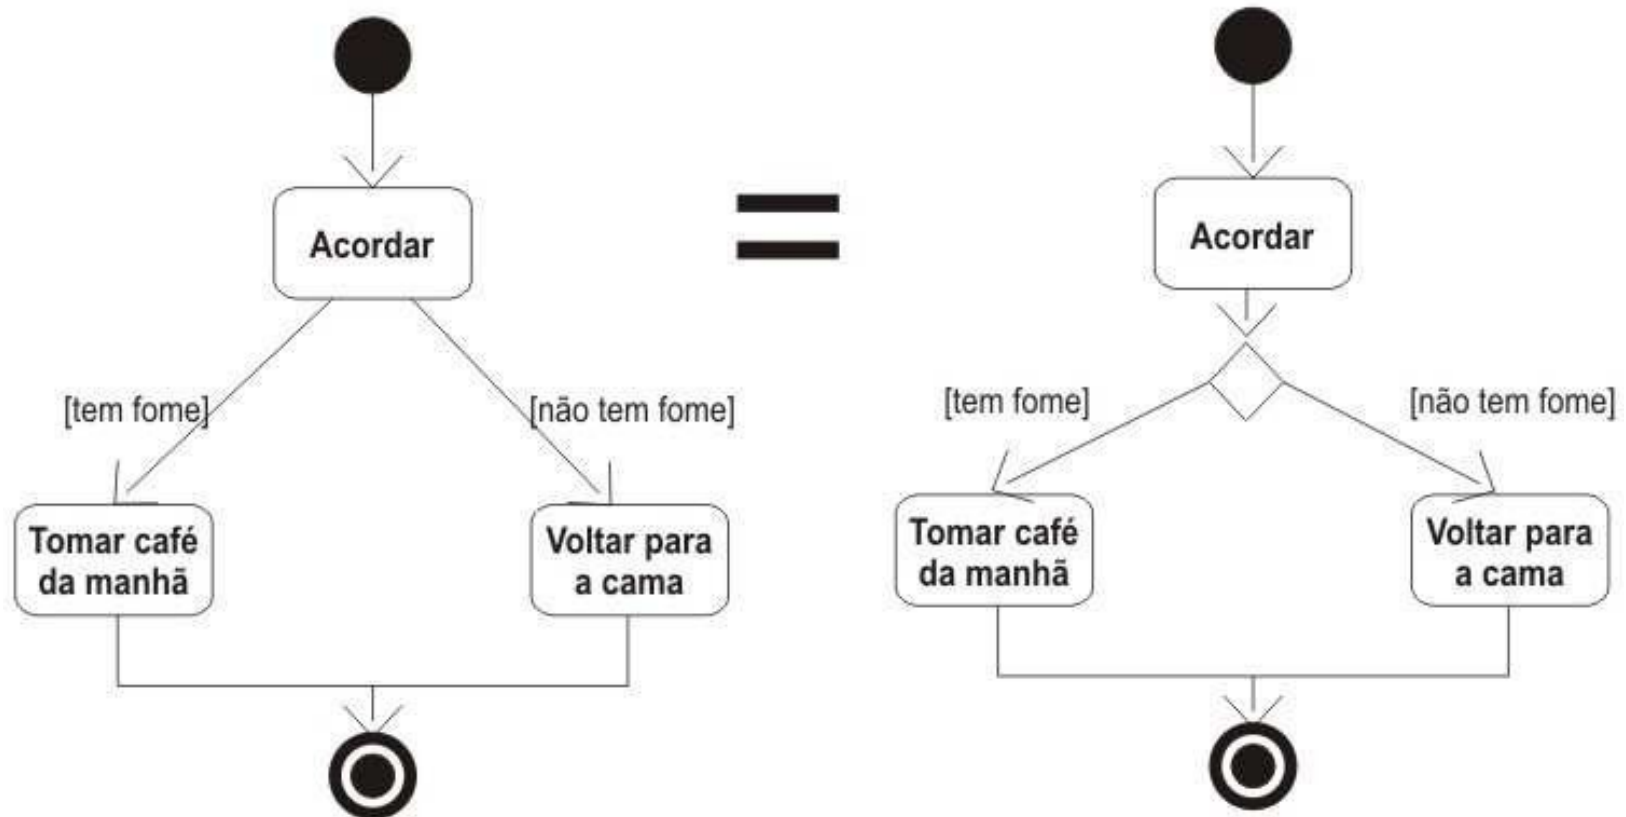 Acordar
[tem fome]
[não tem fome]
Tomar café
da manhã
Voltar para
a cama
Acordar
[tem fome]
[não tem fome]
Tomar café
da manhã
Voltar para
a cama